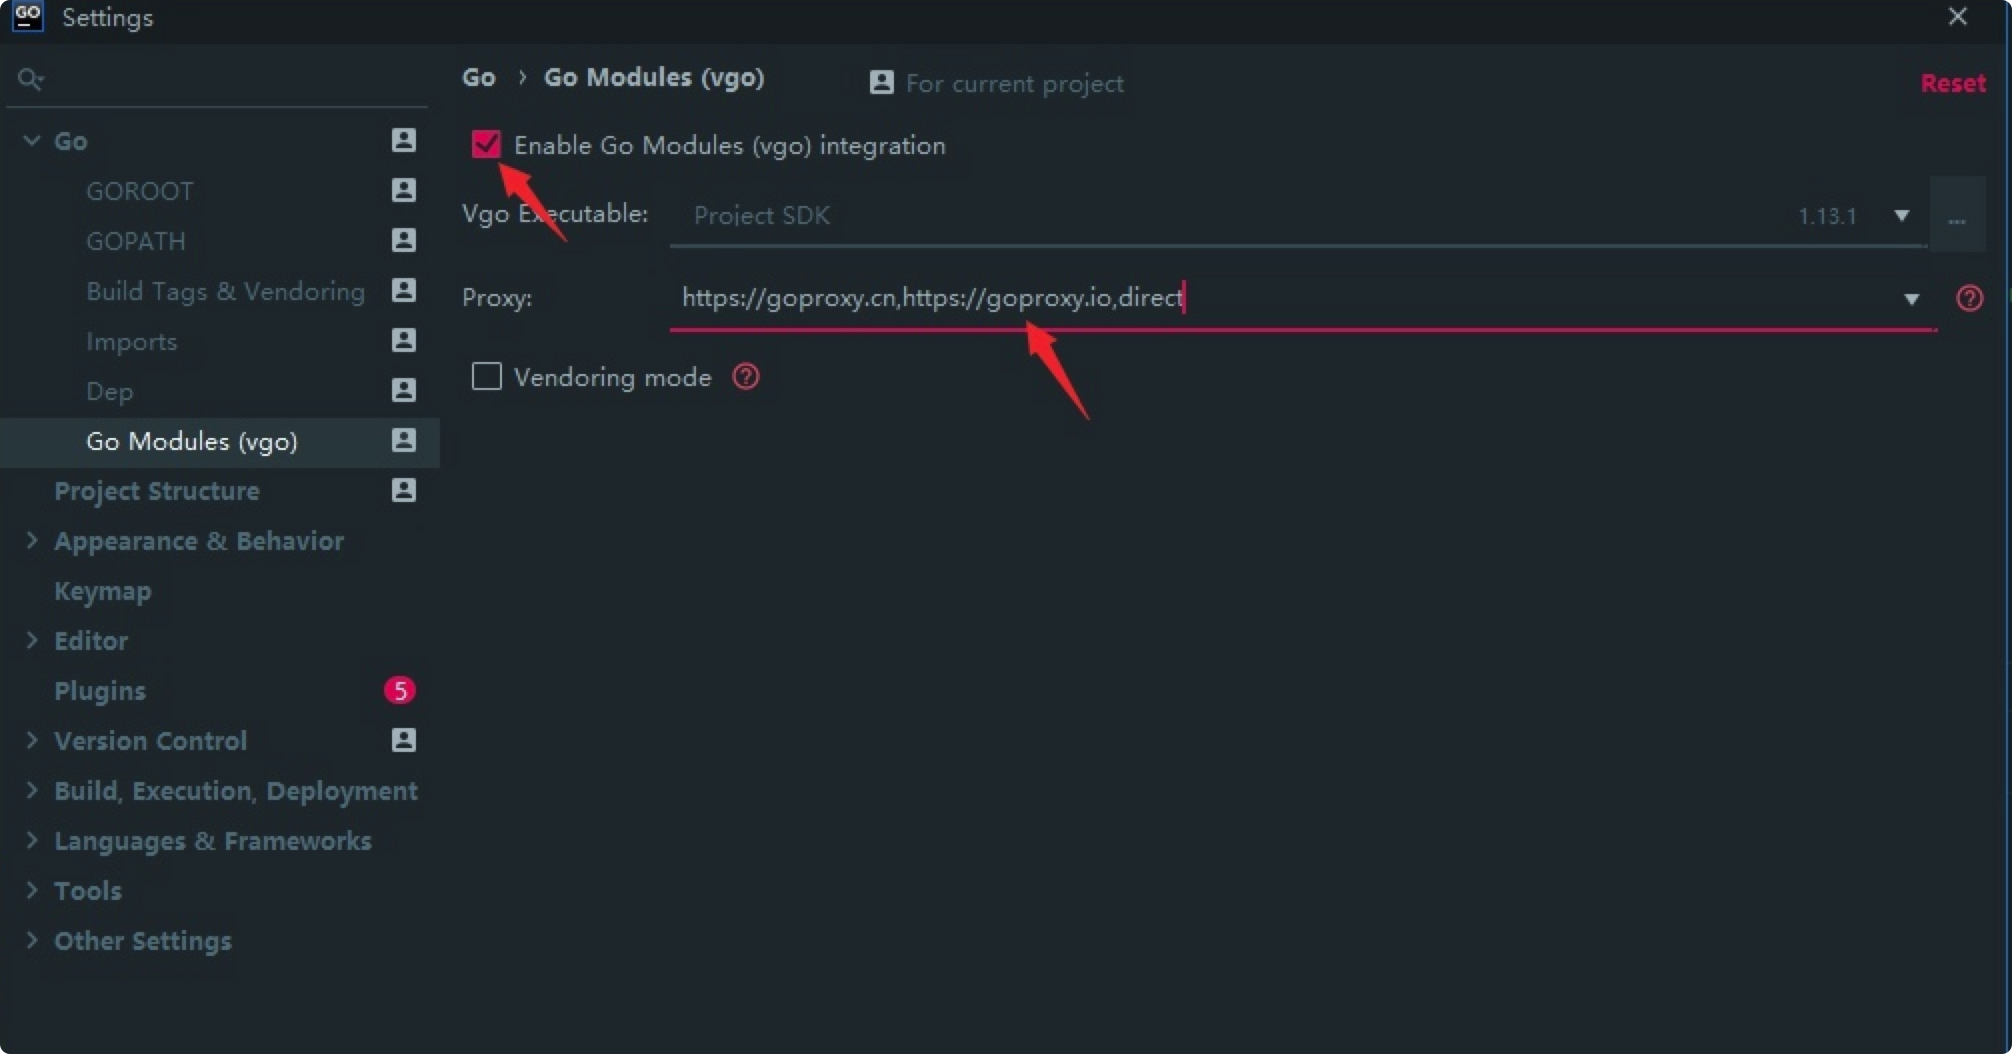 GO Settings
Go › Go Modules (vgo) For current project Reset
Go
GOROOT
GOPATH
Build Tags & Vendoring
Imports
Dep
Go Modules (vgo)
Project Structure
Appearance & Behavior
Keymap
Editor
Plugins 5
Version Control
Build, Execution, Deployment
Languages & Frameworks
Tools
Other Settings
Enable Go Modules (vgo) integration
Vgo Executable: Project SDK 1.13.1 ...
Proxy: https://goproxy.cn,https://goproxy.io,direct ?
Vendoring mode ?